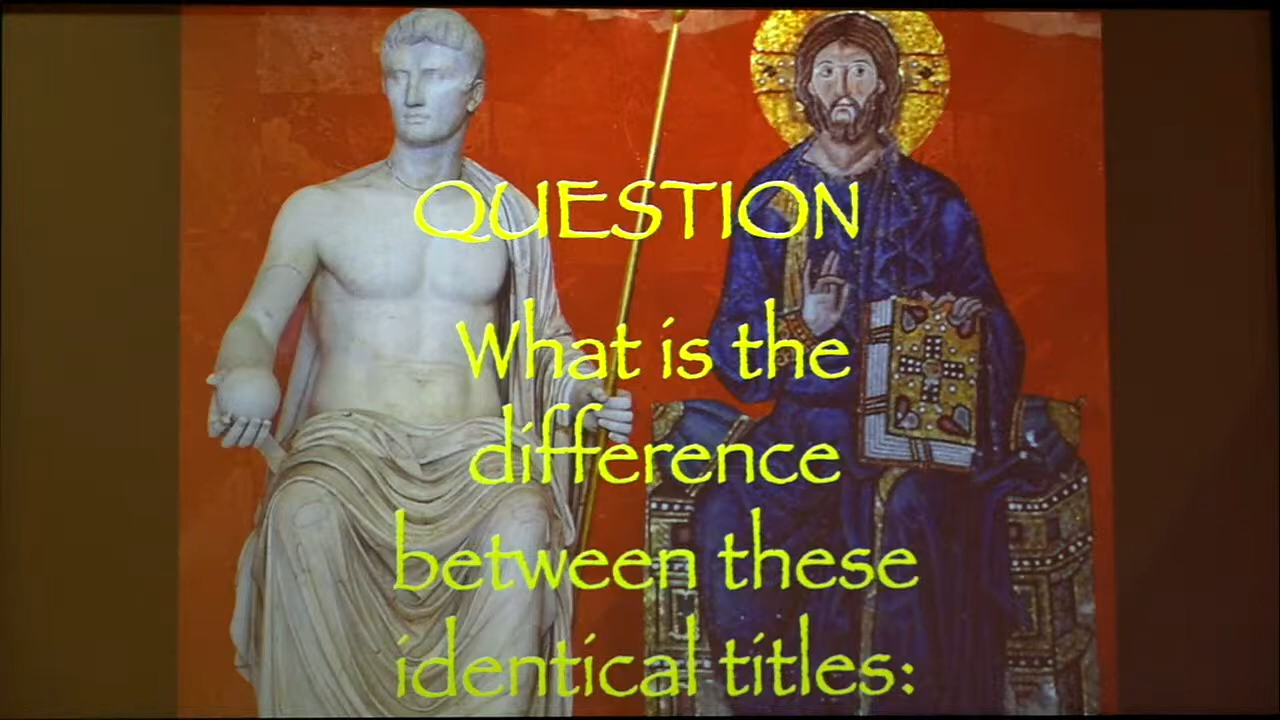 QUESTION
What is the
difference
between these
identical titles: